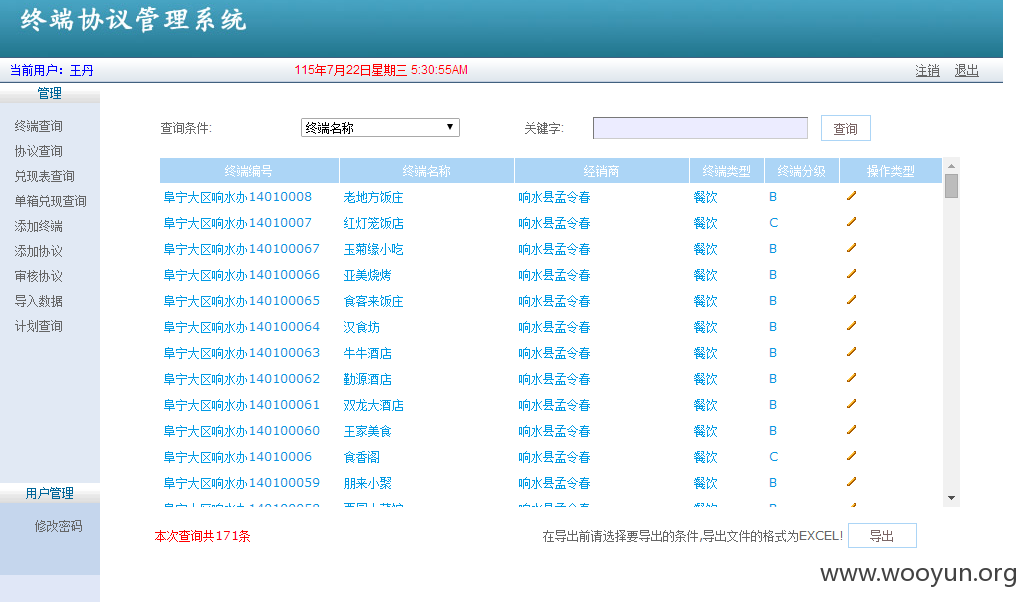 终端协议管理系统
当前用户：王丹 115年7月22日星期三 5:30:55AM 注销 退出
管理
终端查询
协议查询
兑现表查询
单箱兑现查询
添加终端
添加协议
审核协议
导入数据
计划查询
用户管理
修改密码
查询条件: 终端名称 关键字: 查询
终端编号 终端名称 经销商 终端类型 终端分级 操作类型
阜宁大区响水办14010008 老地方饭庄 响水县孟令春 餐饮 B
阜宁大区响水办14010007 红灯笼饭店 响水县孟令春 餐饮 C
阜宁大区响水办140100067 玉菊缘小吃 响水县孟令春 餐饮 B
阜宁大区响水办140100066 亚美烧烤 响水县孟令春 餐饮 B
阜宁大区响水办140100065 食客来饭庄 响水县孟令春 餐饮 B
阜宁大区响水办140100064 汉食坊 响水县孟令春 餐饮 B
阜宁大区响水办140100063 牛牛酒店 响水县孟令春 餐饮 B
阜宁大区响水办140100062 勤源酒店 响水县孟令春 餐饮 B
阜宁大区响水办140100061 双龙大酒店 响水县孟令春 餐饮 B
阜宁大区响水办140100060 王家美食 响水县孟令春 餐饮 B
阜宁大区响水办14010006 食香阁 响水县孟令春 餐饮 C
阜宁大区响水办140100059 朋来小聚 响水县孟令春 餐饮 B
本次查询共171条 在导出前请选择要导出的条件,导出文件的格式为EXCEL! 导出
www.wooyun.org